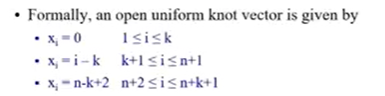 • Formally, an open uniform knot vector is given by
• xᵢ = 0 1 ≤ i ≤ k
• xᵢ = i – k k+1 ≤ i ≤ n+1
• xᵢ = n-k+2 n+2 ≤ i ≤ n+k+1